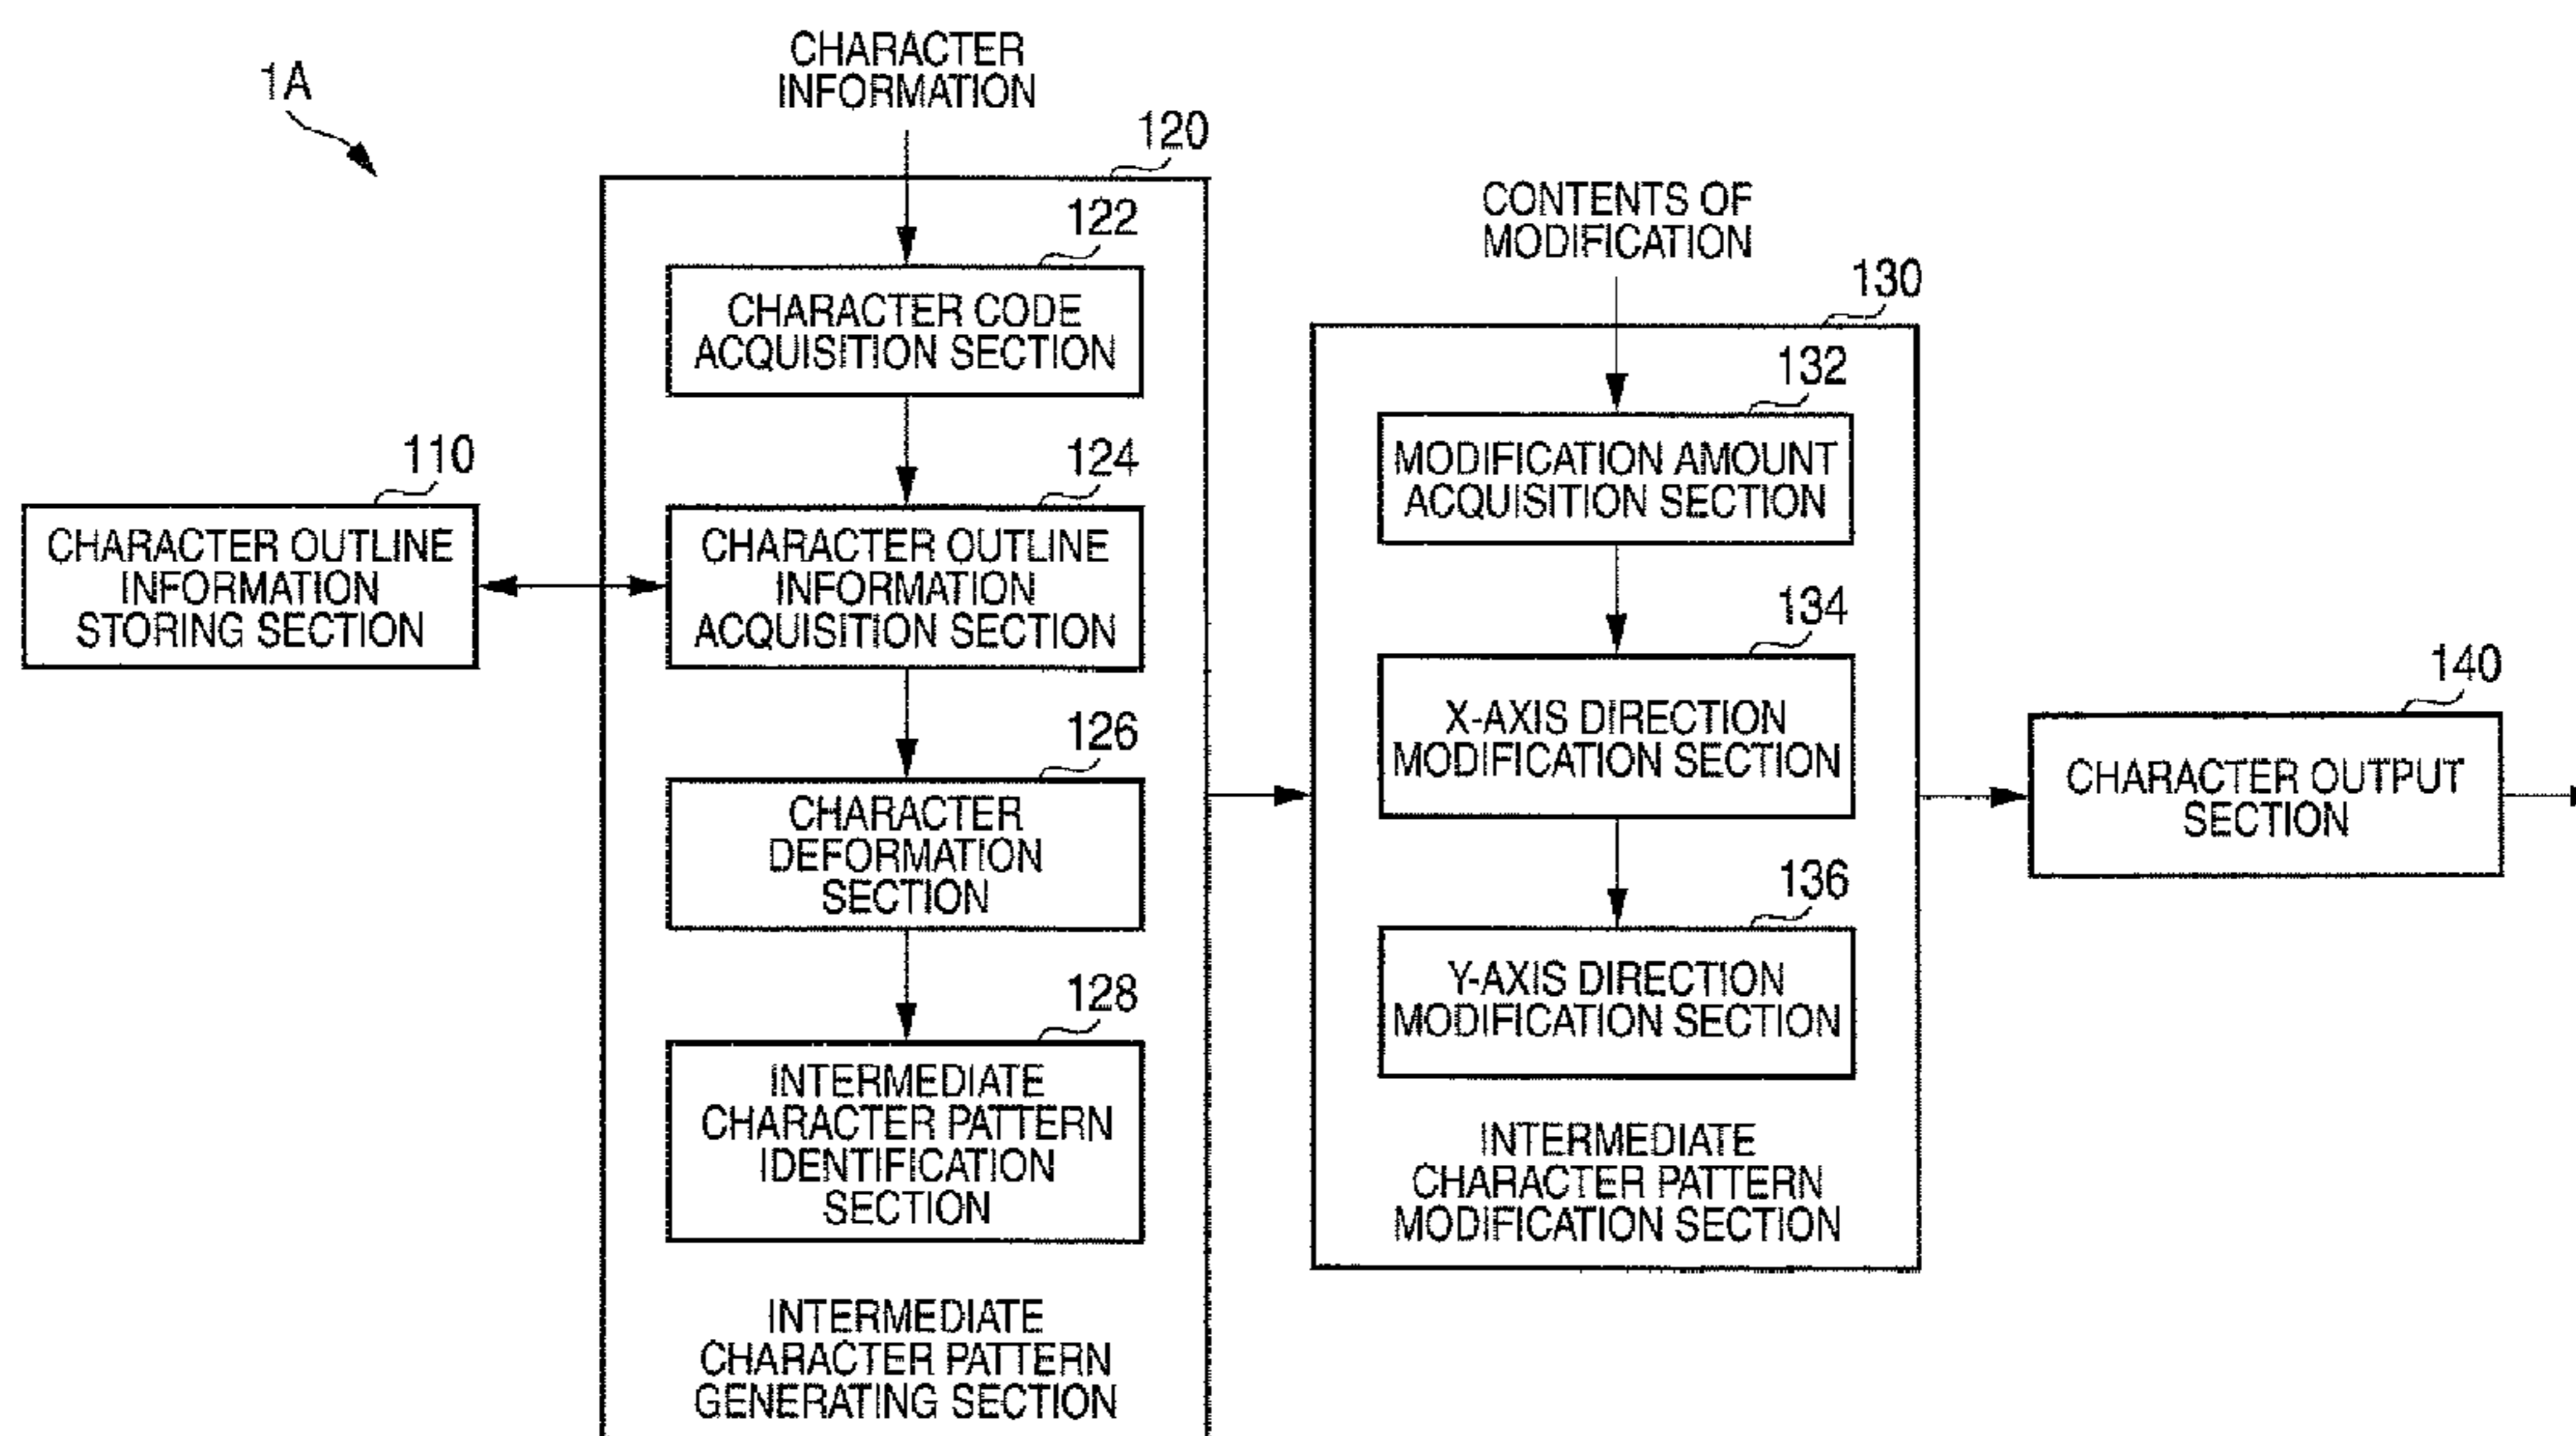 1A
CHARACTER
INFORMATION
120
122
CHARACTER CODE
ACQUISITION SECTION
110
CHARACTER OUTLINE
INFORMATION
STORING SECTION
124
CHARACTER OUTLINE
INFORMATION
ACQUISITION SECTION
126
CHARACTER
DEFORMATION
SECTION
128
INTERMEDIATE
CHARACTER PATTERN
IDENTIFICATION
SECTION
INTERMEDIATE
CHARACTER PATTERN
GENERATING SECTION
CONTENTS OF
MODIFICATION
130
132
MODIFICATION AMOUNT
ACQUISITION SECTION
134
X-AXIS DIRECTION
MODIFICATION SECTION
136
Y-AXIS DIRECTION
MODIFICATION SECTION
INTERMEDIATE
CHARACTER PATTERN
MODIFICATION SECTION
140
CHARACTER OUTPUT
SECTION